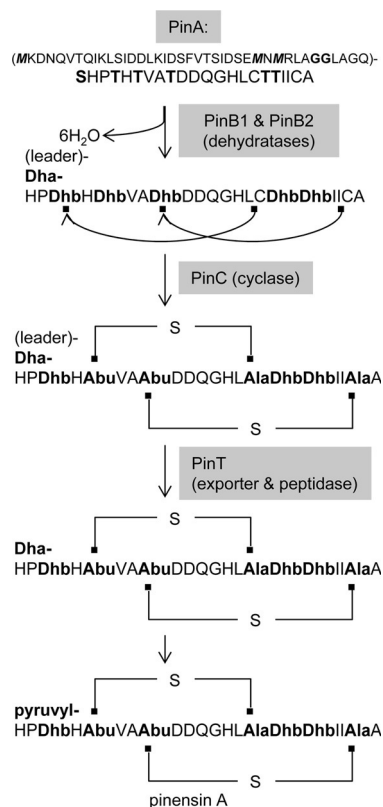 PinA:
(MKDNQVTQIKLSIDDLKIDSFVTSIDSEMNMRLAGGLAGQ)-
SHPTHTVATDDQGHLCTTIICA
PinB1 & PinB2
(dehydratases)
6H₂O
(leader)-
Dha-
HPDhbHDhbVADhbDDQGHLCDhbDhbIICA
PinC (cyclase)
S
(leader)-
Dha-
HPDhbHAbuVAAbuDDQGHLAlaDhbDhbIIAlaA
S
PinT
(exporter & peptidase)
S
Dha-
HPDhbHAbuVAAbuDDQGHLAlaDhbDhbIIAlaA
S
S
pyruvyl-
HPDhbHAbuVAAbuDDQGHLAlaDhbDhbIIAlaA
S
pinensin A